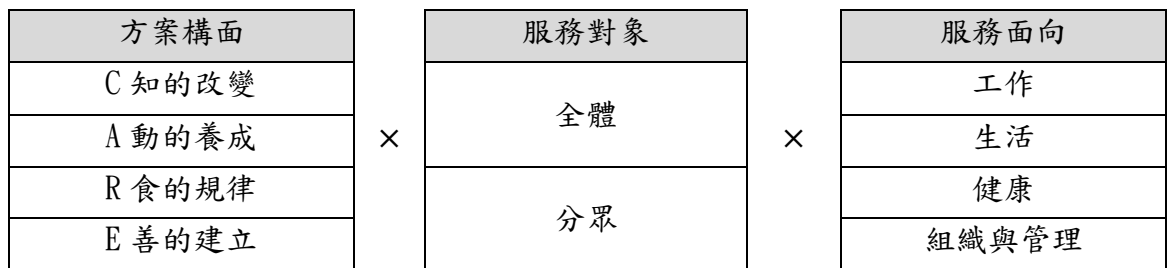 方案構面 服務對象 服務面向
C 知的改變 工作
全體
A 動的養成 × × 生活
R 食的規律 健康
分眾
E 善的建立 組織與管理